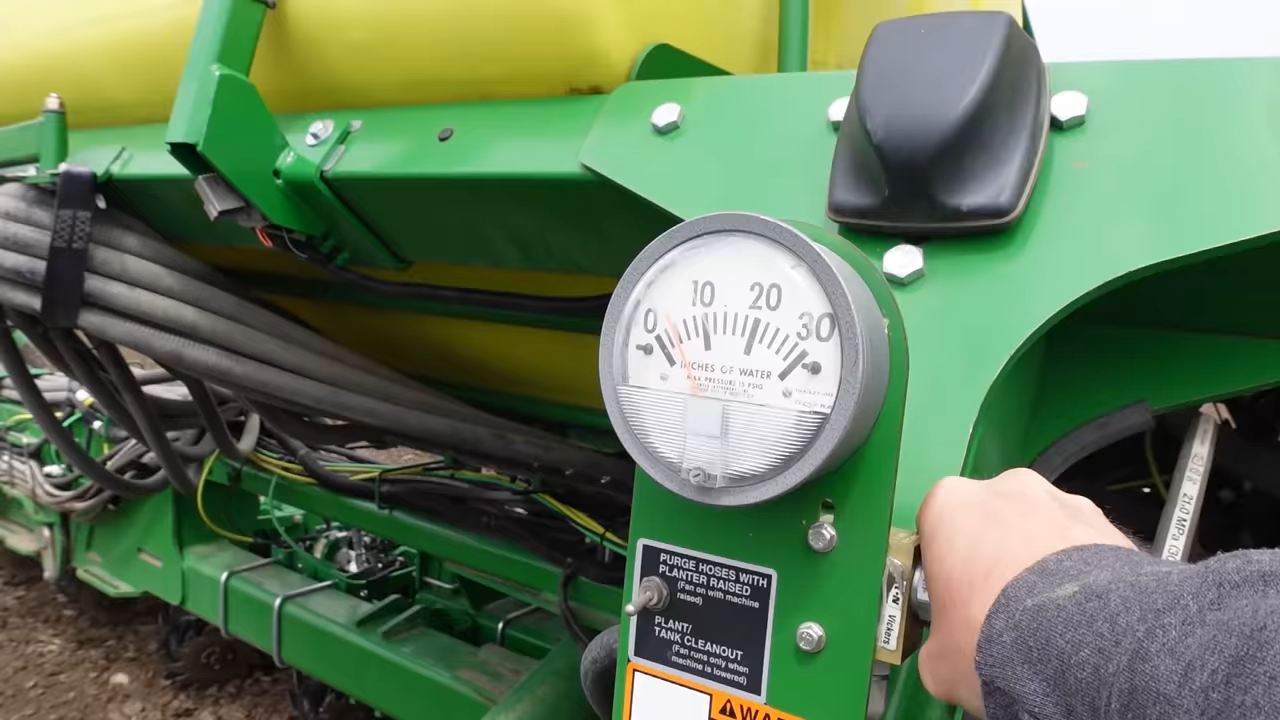 0 10 20 30
INCHES OF WATER
MAX PRESSURE 15 PSIG
PURGE HOSES WITH
PLANTER RAISED
(Fan on with machine
raised)
PLANT/
TANK CLEANOUT
(Fan runs only when
machine is lowered)
Vickers
21.0 MPa